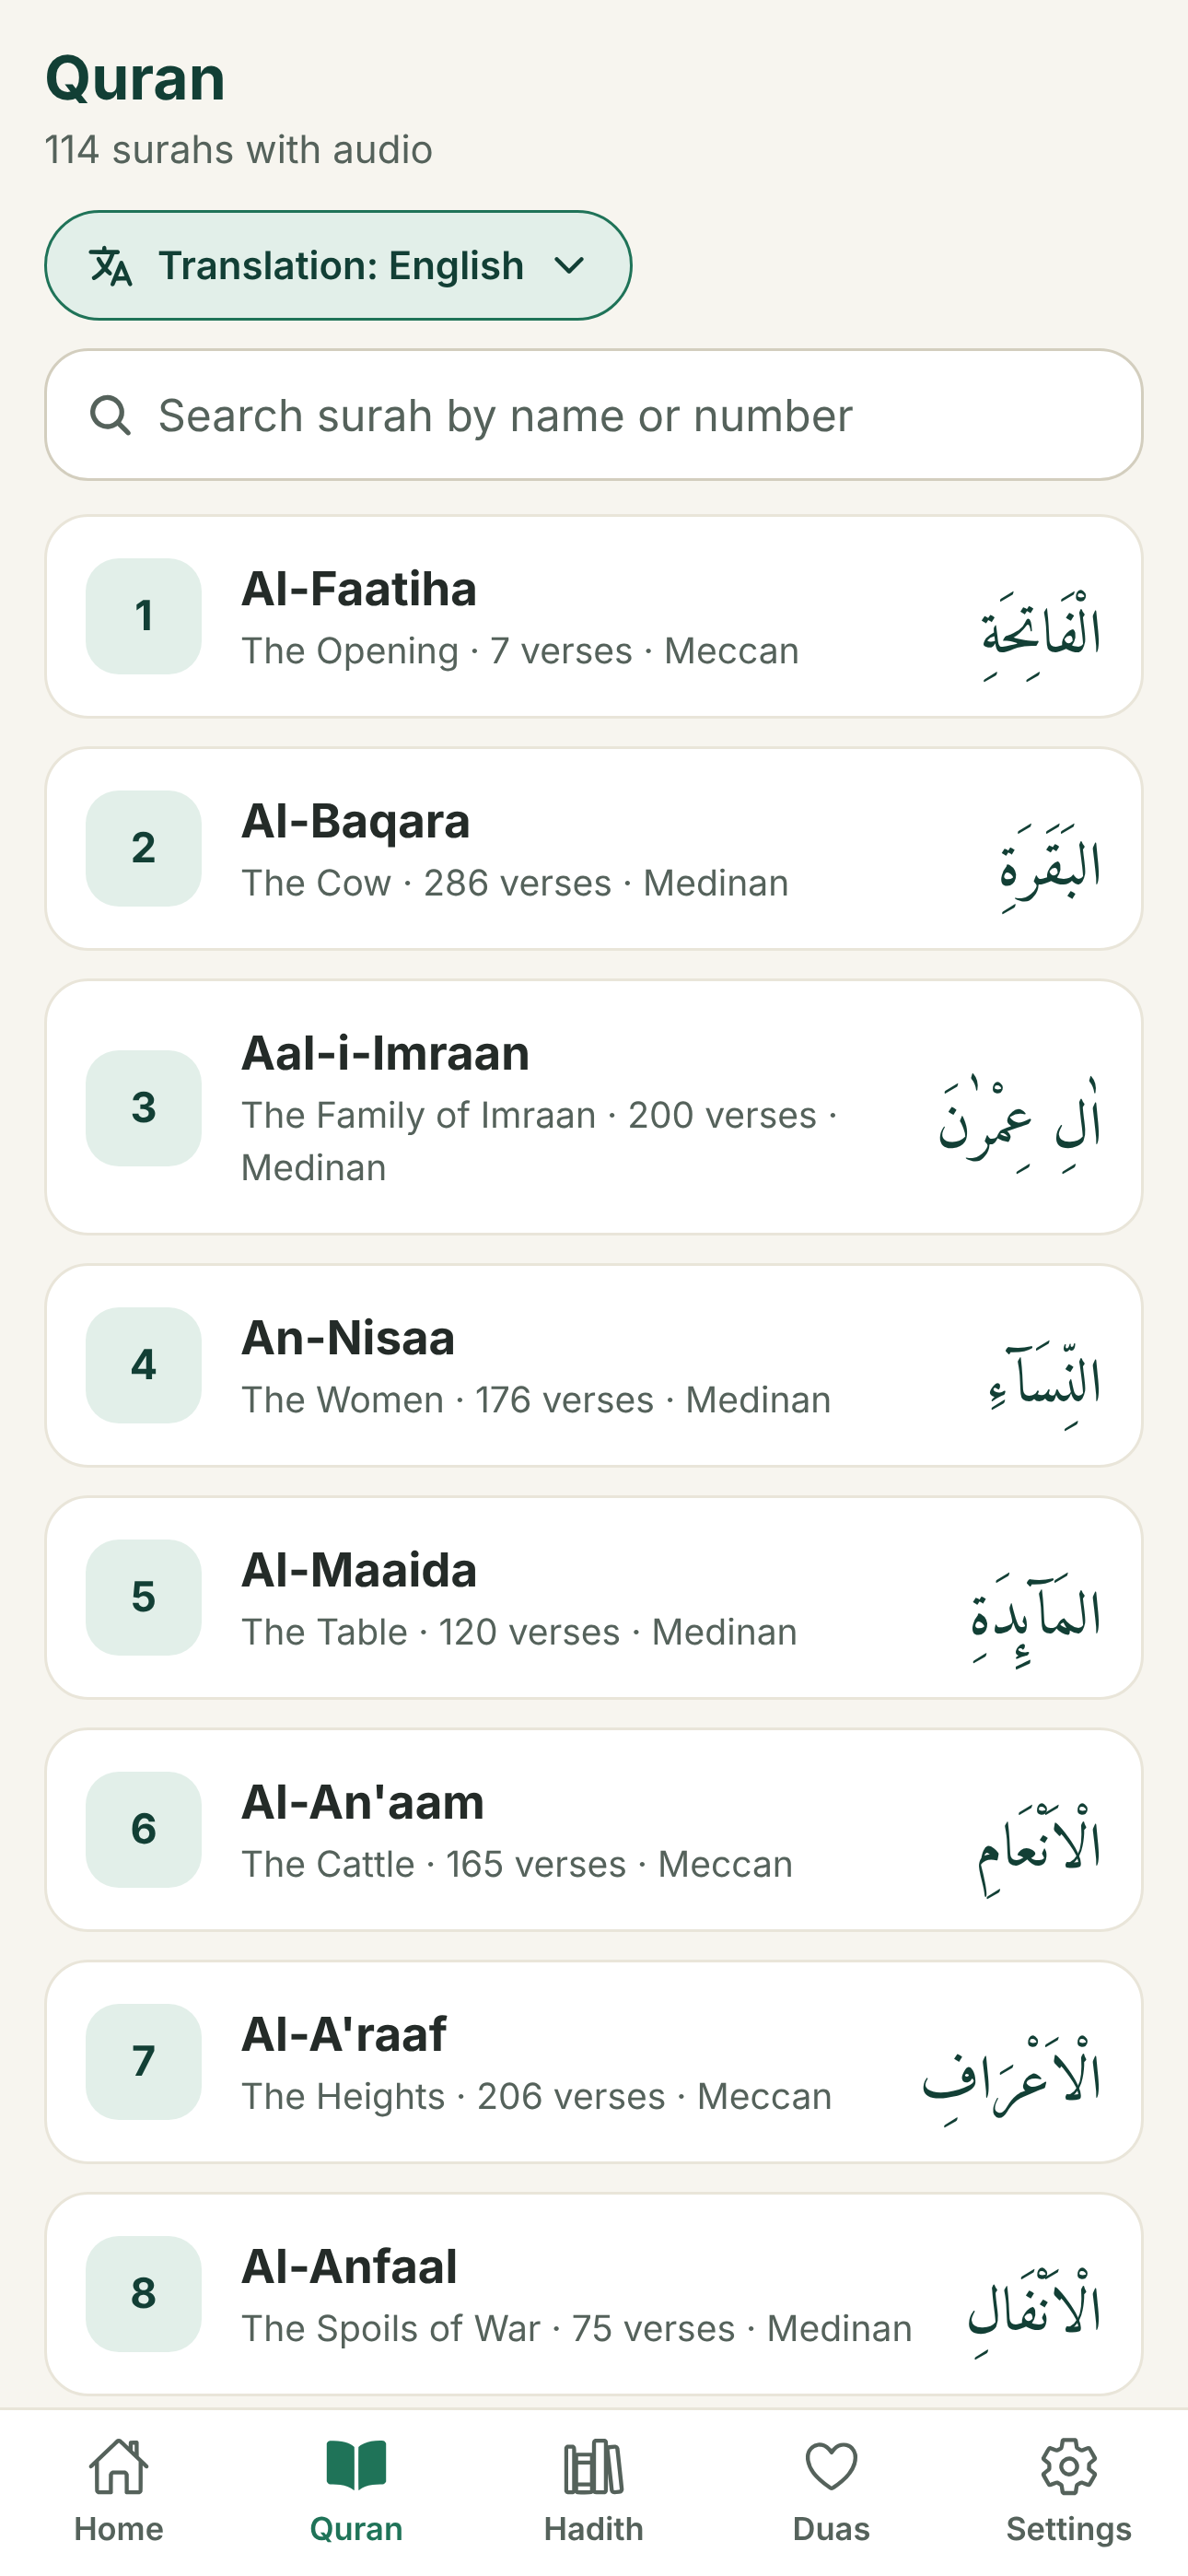 Quran
114 surahs with audio
Translation: English
Search surah by name or number
1
Al-Faatiha
The Opening · 7 verses · Meccan
الْفَاتِحَةِ
2
Al-Baqara
The Cow · 286 verses · Medinan
البَقَرَةِ
3
Aal-i-Imraan
The Family of Imraan · 200 verses ·
Medinan
اٰلِ عِمْرٰنَ
4
An-Nisaa
The Women · 176 verses · Medinan
النِّسَآءِ
5
Al-Maaida
The Table · 120 verses · Medinan
المَآئِدَةِ
6
Al-An'aam
The Cattle · 165 verses · Meccan
الْاَنْعَامِ
7
Al-A'raaf
The Heights · 206 verses · Meccan
الْاَعْرَافِ
8
Al-Anfaal
The Spoils of War · 75 verses · Medinan
الْاَنْفَالِ
Home
Quran
Hadith
Duas
Settings